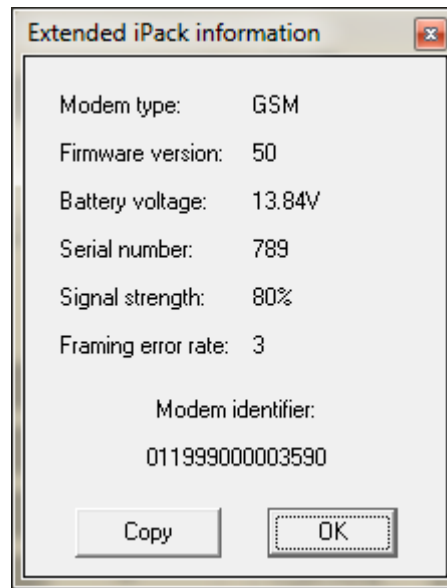 Extended iPack information
Modem type: GSM
Firmware version: 50
Battery voltage: 13.84V
Serial number: 789
Signal strength: 80%
Framing error rate: 3
Modem identifier:
011999000003590
Copy OK